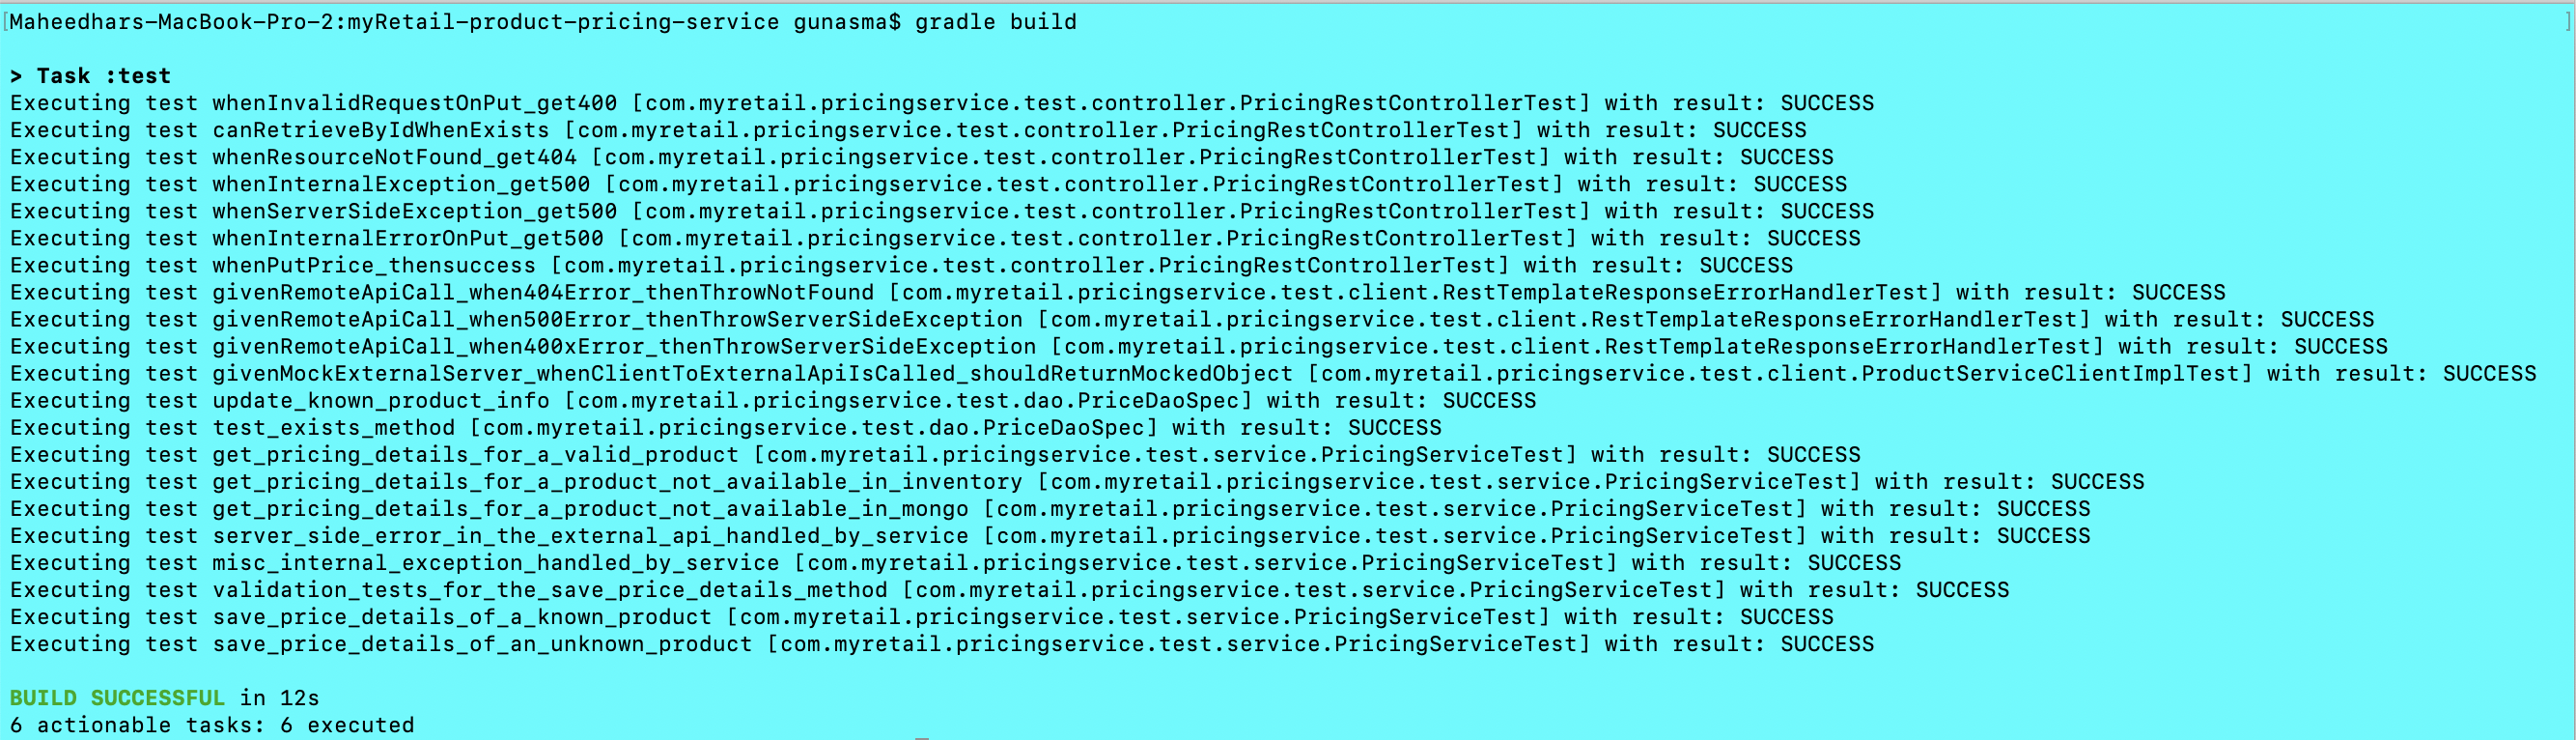 Maheedhars-MacBook-Pro-2:myRetail-product-pricing-service gunasma$ gradle build
> Task :test
Executing test whenInvalidRequestOnPut_get400 [com.myretail.pricingservice.test.controller.PricingRestControllerTest] with result: SUCCESS
Executing test canRetrieveByIdWhenExists [com.myretail.pricingservice.test.controller.PricingRestControllerTest] with result: SUCCESS
Executing test whenResourceNotFound_get404 [com.myretail.pricingservice.test.controller.PricingRestControllerTest] with result: SUCCESS
Executing test whenInternalException_get500 [com.myretail.pricingservice.test.controller.PricingRestControllerTest] with result: SUCCESS
Executing test whenServerSideException_get500 [com.myretail.pricingservice.test.controller.PricingRestControllerTest] with result: SUCCESS
Executing test whenInternalErrorOnPut_get500 [com.myretail.pricingservice.test.controller.PricingRestControllerTest] with result: SUCCESS
Executing test whenPutPrice_thensuccess [com.myretail.pricingservice.test.controller.PricingRestControllerTest] with result: SUCCESS
Executing test givenRemoteApiCall_when404Error_thenThrowNotFound [com.myretail.pricingservice.test.client.RestTemplateResponseErrorHandlerTest] with result: SUCCESS
Executing test givenRemoteApiCall_when500Error_thenThrowServerSideException [com.myretail.pricingservice.test.client.RestTemplateResponseErrorHandlerTest] with result: SUCCESS
Executing test givenRemoteApiCall_when400xError_thenThrowServerSideException [com.myretail.pricingservice.test.client.RestTemplateResponseErrorHandlerTest] with result: SUCCESS
Executing test givenMockExternalServer_whenClientToExternalApiIsCalled_shouldReturnMockedObject [com.myretail.pricingservice.test.client.ProductServiceClientImplTest] with result: SUCCESS
Executing test update_known_product_info [com.myretail.pricingservice.test.dao.PriceDaoSpec] with result: SUCCESS
Executing test test_exists_method [com.myretail.pricingservice.test.dao.PriceDaoSpec] with result: SUCCESS
Executing test get_pricing_details_for_a_valid_product [com.myretail.pricingservice.test.service.PricingServiceTest] with result: SUCCESS
Executing test get_pricing_details_for_a_product_not_available_in_inventory [com.myretail.pricingservice.test.service.PricingServiceTest] with result: SUCCESS
Executing test get_pricing_details_for_a_product_not_available_in_mongo [com.myretail.pricingservice.test.service.PricingServiceTest] with result: SUCCESS
Executing test server_side_error_in_the_external_api_handled_by_service [com.myretail.pricingservice.test.service.PricingServiceTest] with result: SUCCESS
Executing test misc_internal_exception_handled_by_service [com.myretail.pricingservice.test.service.PricingServiceTest] with result: SUCCESS
Executing test validation_tests_for_the_save_price_details_method [com.myretail.pricingservice.test.service.PricingServiceTest] with result: SUCCESS
Executing test save_price_details_of_a_known_product [com.myretail.pricingservice.test.service.PricingServiceTest] with result: SUCCESS
Executing test save_price_details_of_an_unknown_product [com.myretail.pricingservice.test.service.PricingServiceTest] with result: SUCCESS
BUILD SUCCESSFUL in 12s
6 actionable tasks: 6 executed